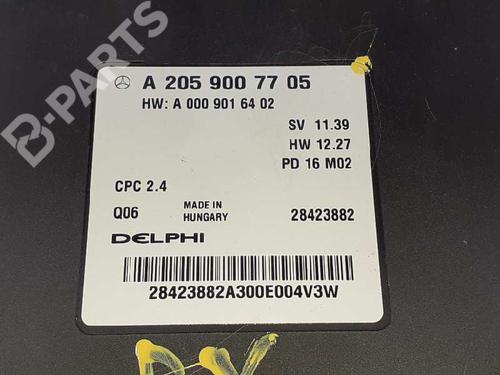 B-PARTS
A 205 900 77 05
HW: A 000 901 64 02
SV 11.39
HW 12.27
PD 16 M02
CPC 2.4
Q06 MADE IN HUNGARY 28423882
DELPHI
28423882A300E004V3W